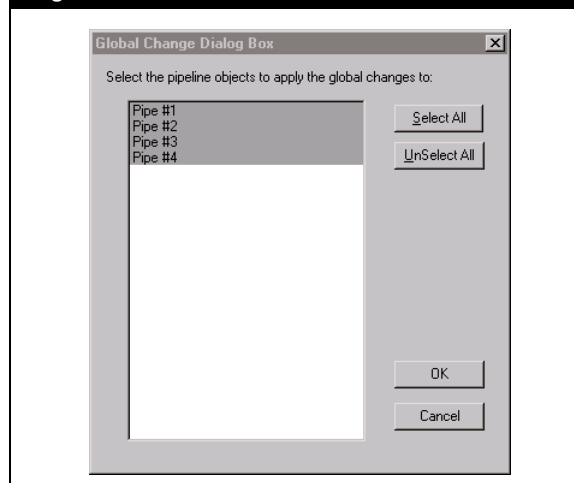 Global Change Dialog Box
Select the pipeline objects to apply the global changes to:
Pipe #1
Pipe #2
Pipe #3
Pipe #4
Select All
UnSelect All
OK
Cancel